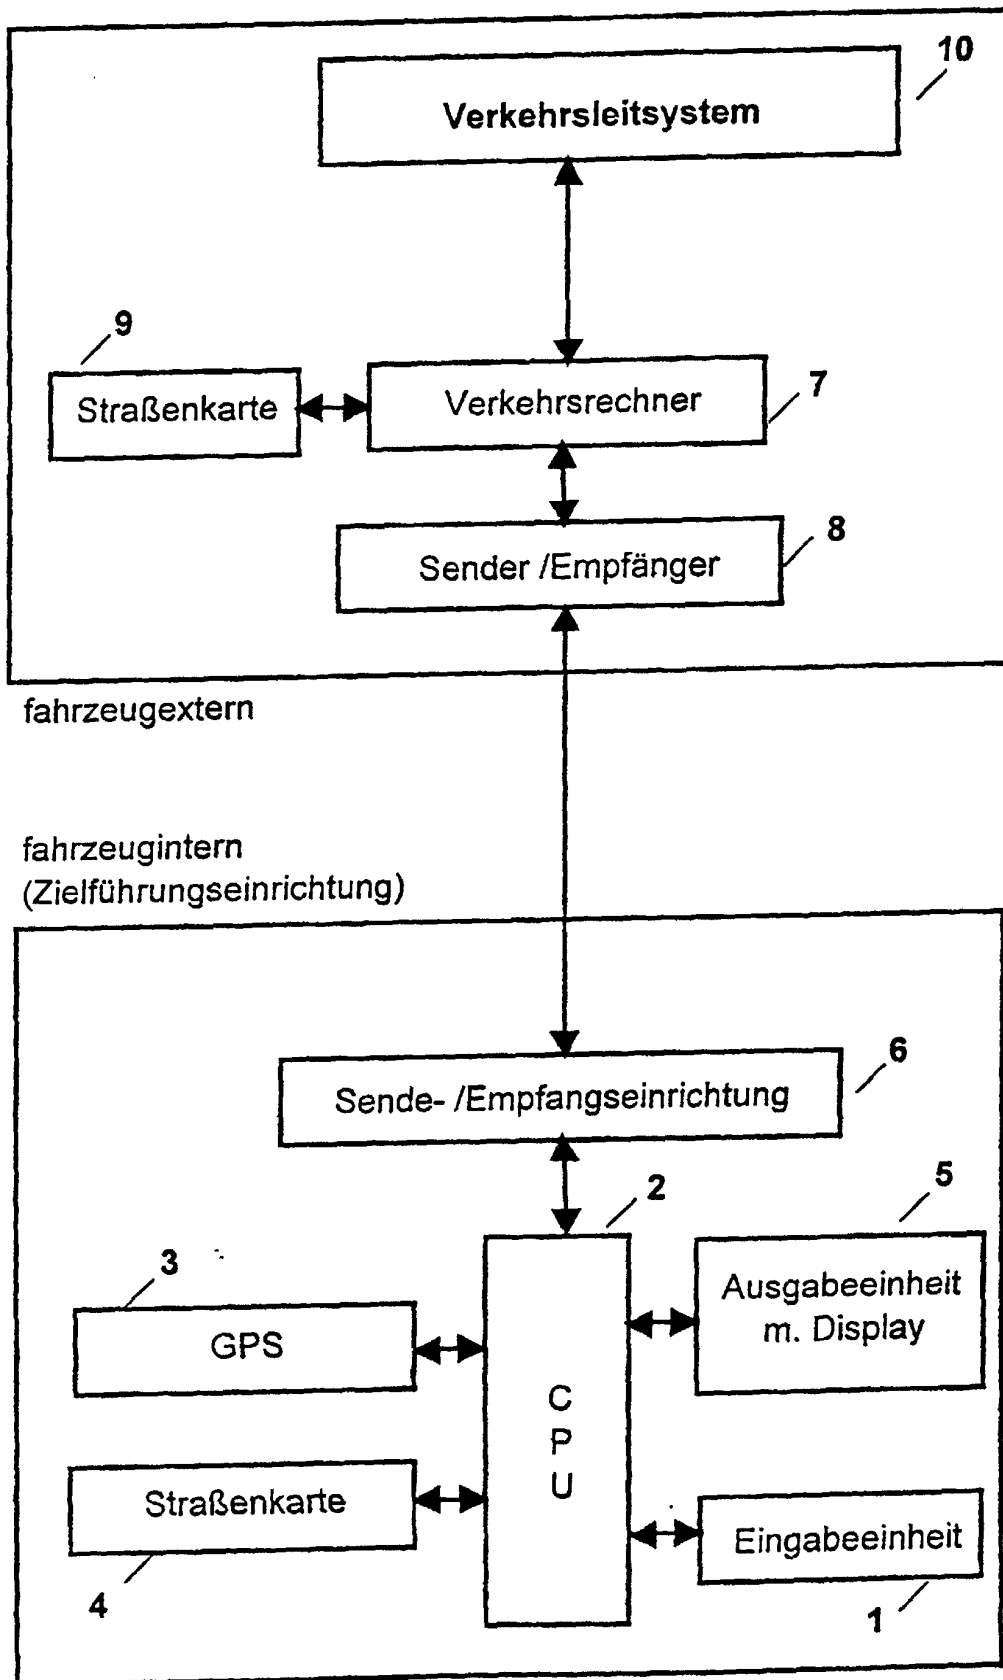 10
Verkehrsleitsystem
9
Straßenkarte
Verkehrsrechner
7
8
Sender /Empfänger
fahrzeugextern
fahrzeugintern
(Zielführungseinrichtung)
6
Sende- /Empfangseinrichtung
2
5
3
GPS
Ausgabeeinheit
m. Display
C
P
U
Straßenkarte
Eingabeeinheit
4
1